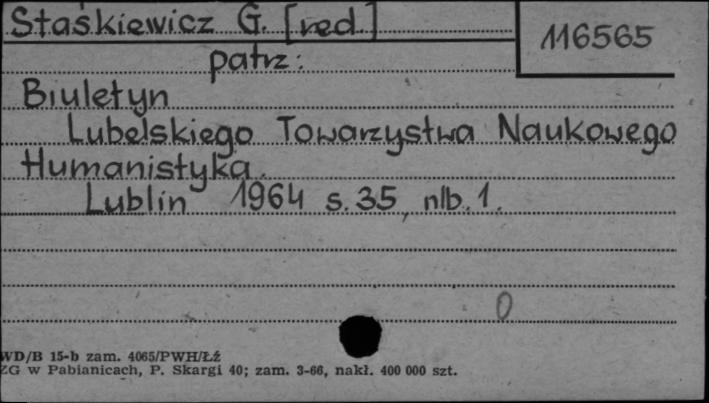 Staśkiewicz G. [red.]
116565
patrz:
Biuletyn
Lubelskiego Towarzystwa Naukowego
Humanistyka.
Lublin 1964 s. 35, nlb. 1.
0
WD/B 15-b zam. 4065/PWH/ŁŹ
ZG w Pabianicach, P. Skargi 40; zam. 3-66, nakł. 400 000 szt.